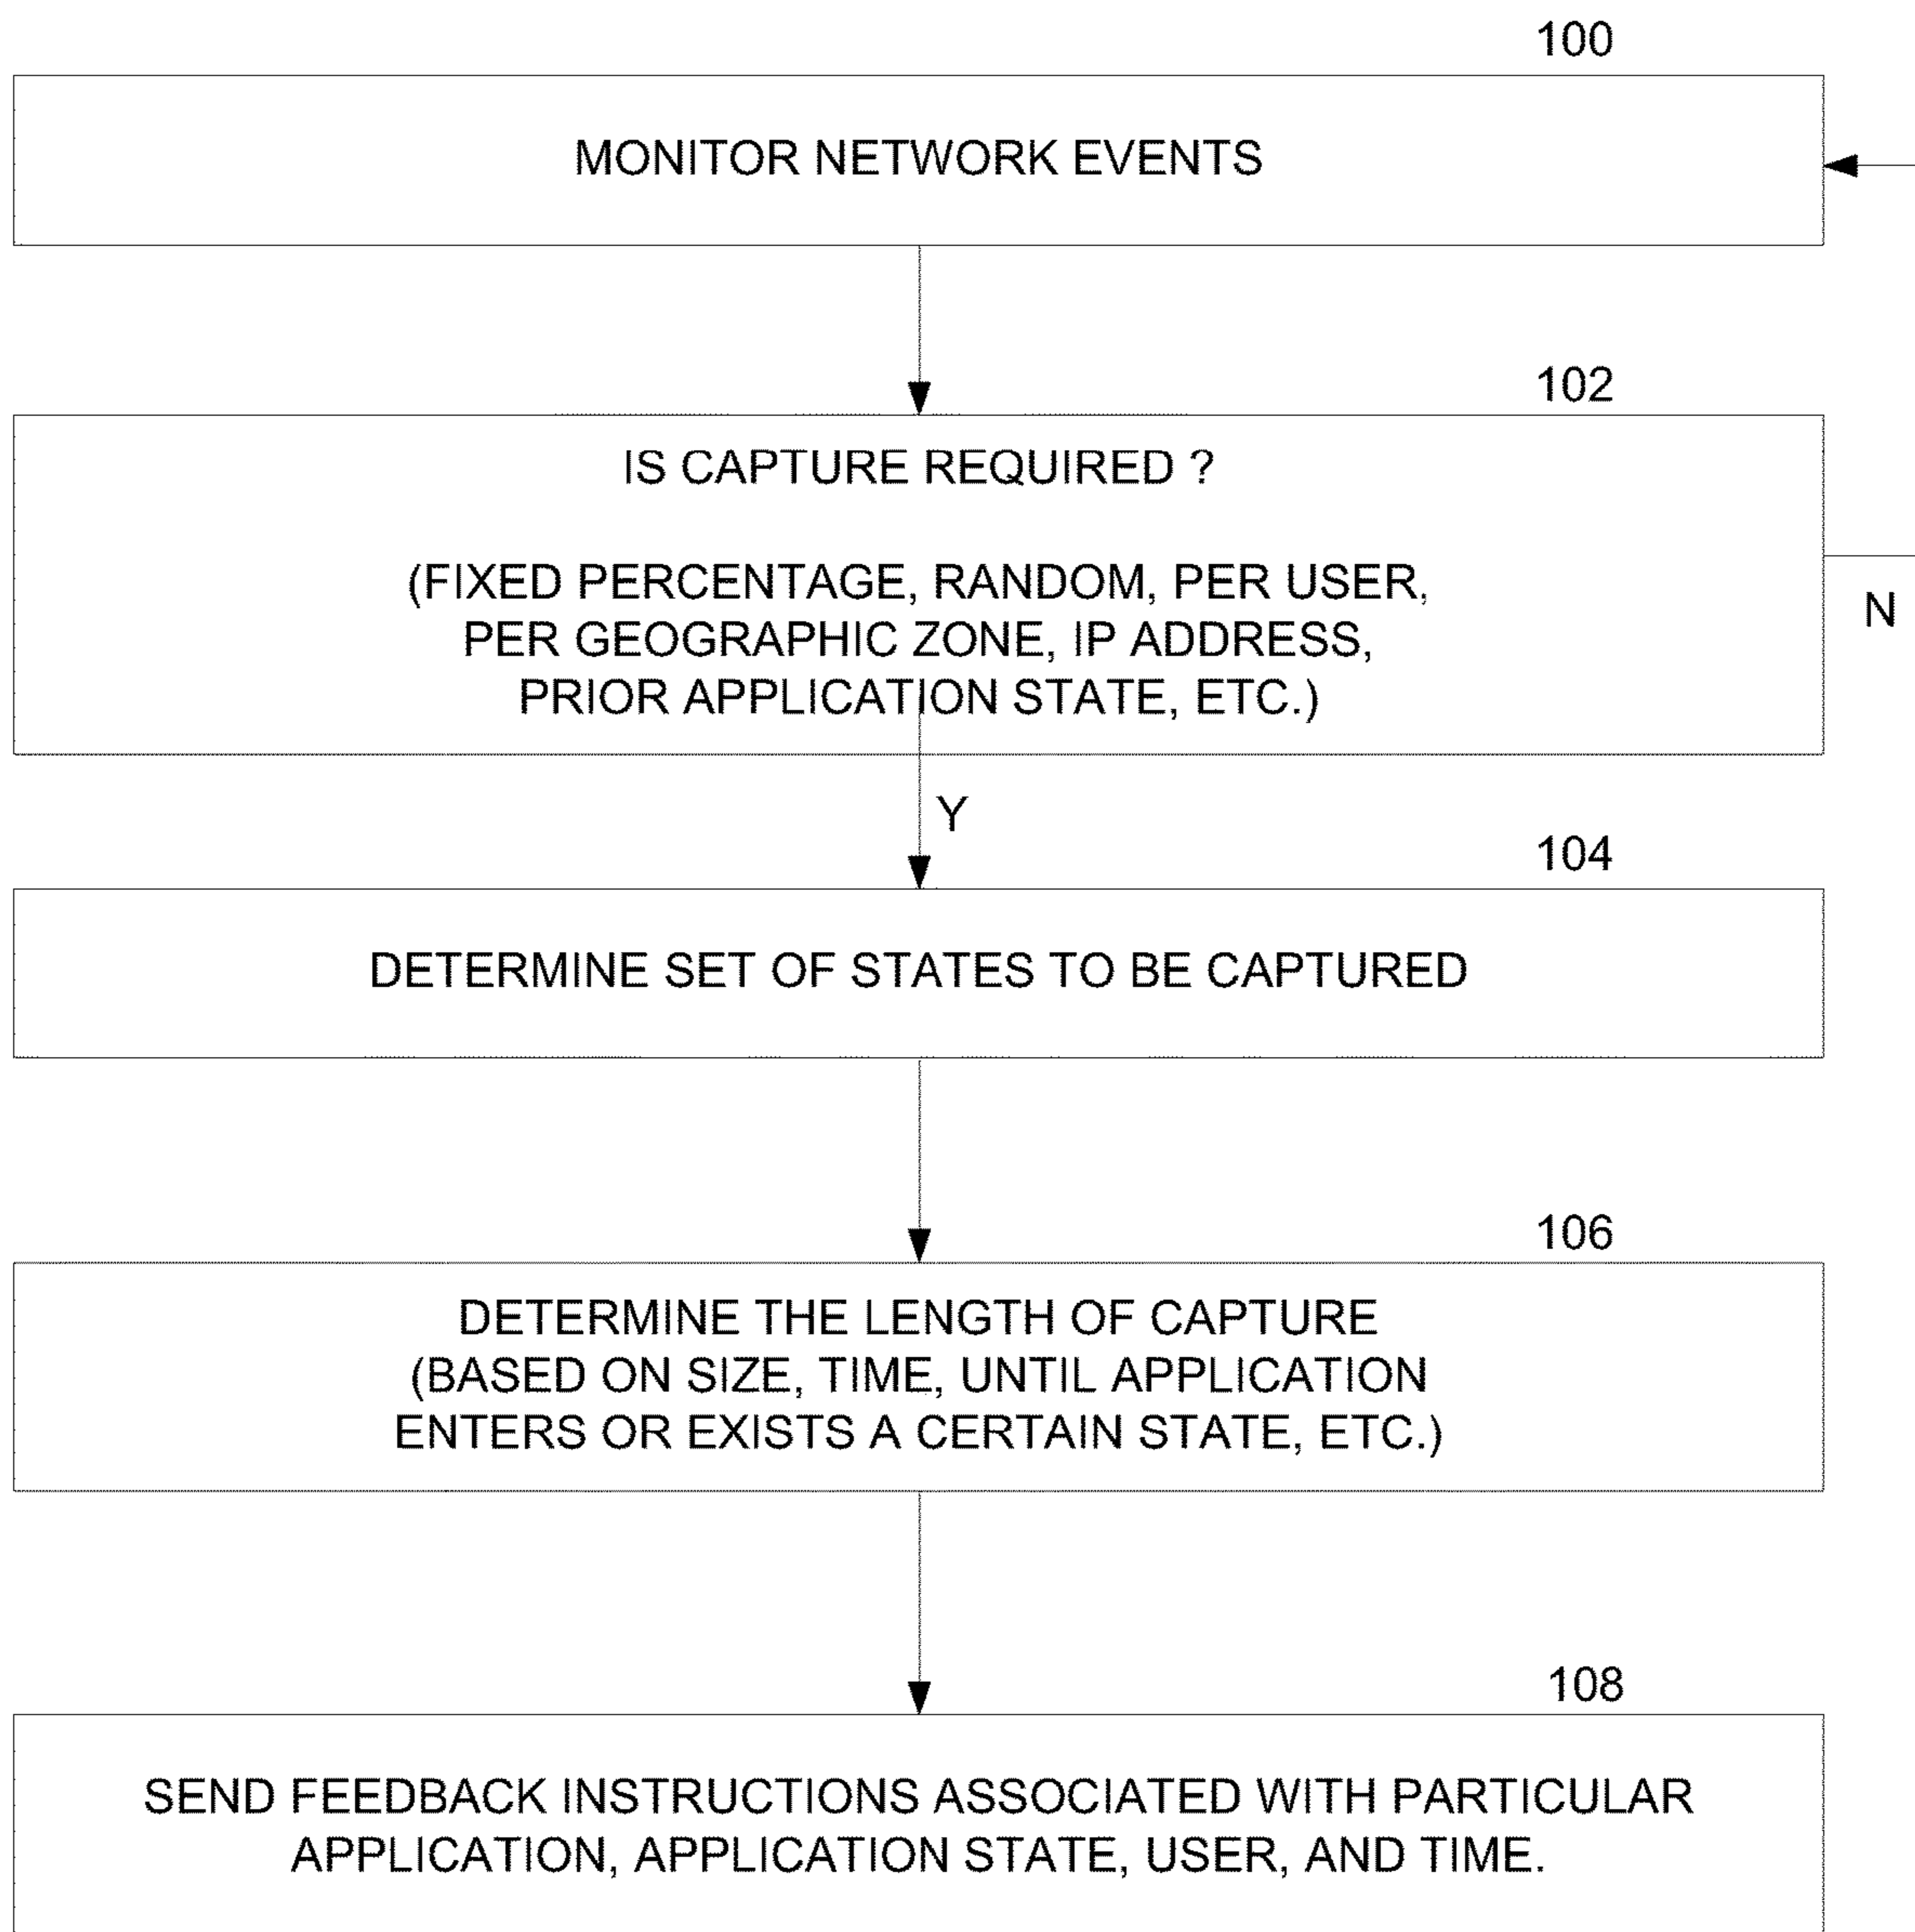 100
MONITOR NETWORK EVENTS
102
IS CAPTURE REQUIRED ?
(FIXED PERCENTAGE, RANDOM, PER USER,
PER GEOGRAPHIC ZONE, IP ADDRESS,
PRIOR APPLICATION STATE, ETC.)
N
Y
104
DETERMINE SET OF STATES TO BE CAPTURED
106
DETERMINE THE LENGTH OF CAPTURE
(BASED ON SIZE, TIME, UNTIL APPLICATION
ENTERS OR EXISTS A CERTAIN STATE, ETC.)
108
SEND FEEDBACK INSTRUCTIONS ASSOCIATED WITH PARTICULAR
APPLICATION, APPLICATION STATE, USER, AND TIME.